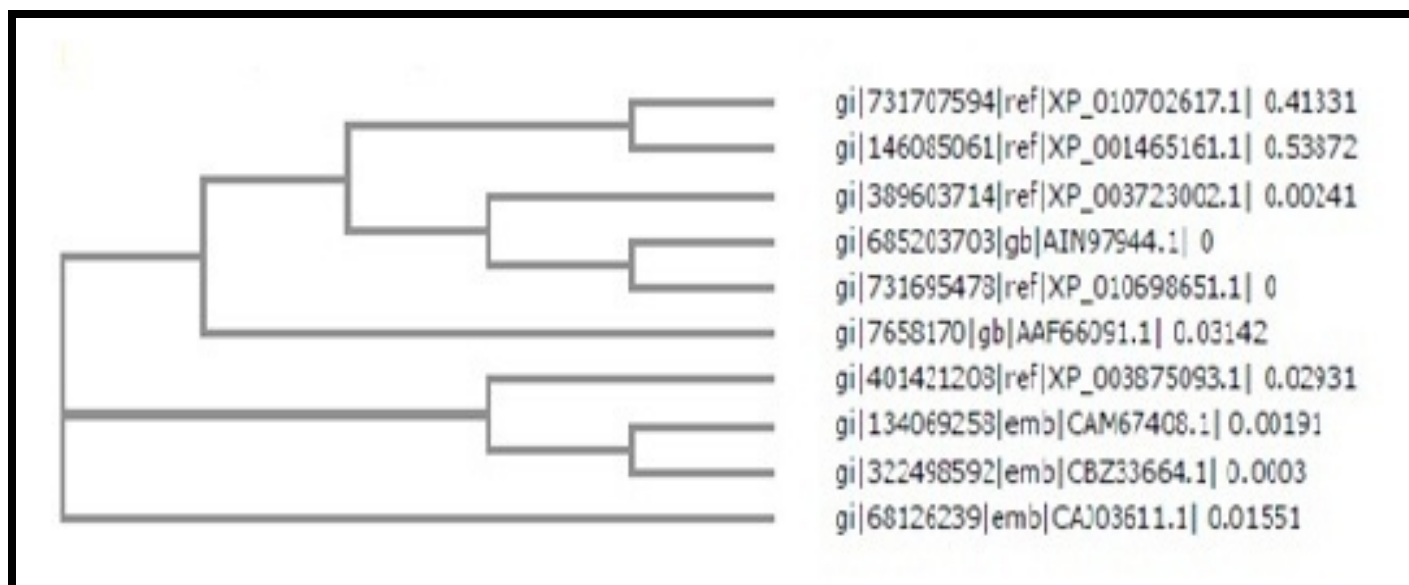 gi|731707594|ref|XP_010702617.1| 0.41331
gi|146085061|ref|XP_001465161.1| 0.53872
gi|389603714|ref|XP_003723002.1| 0.00241
gi|685203703|gb|AIN97944.1| 0
gi|731695478|ref|XP_010698651.1| 0
gi|7658170|gb|AAF66091.1| 0.03142
gi|401421208|ref|XP_003875093.1| 0.02931
gi|134069258|emb|CAM67408.1| 0.00191
gi|322498592|emb|CBZ33664.1| 0.0003
gi|68126239|emb|CAJ03611.1| 0.01551